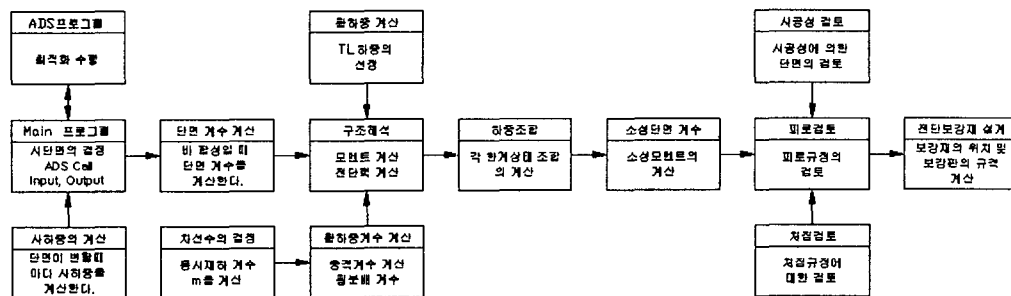 ADS프로그램
최적화 수행
활하중 계산
TL하중의
선정
시공성 검토
시공성에 의한
단면의 검토
Main 프로그램
시단면의 결정
ADS Call
Input, Output
단면 계수 계산
비 합성일 때
단면 계수를
계산한다.
구조해석
모멘트 계산
전단력 계산
하중조합
각 한계상태 조합
의 계산
소성단면 계수
소성모멘트의
계산
피로검토
피로규정의
검토
전단보강재 설계
보강재의 위치 및
보강판의 규격
계산
사하중의 계산
단면이 변할때
마다 사하중을
계산한다.
차선수의 결정
동시재하 계수
m을 계산
활하중계수 계산
충격계수 계산
횡분배 계수
처짐검토
처짐규정에
대한 검토